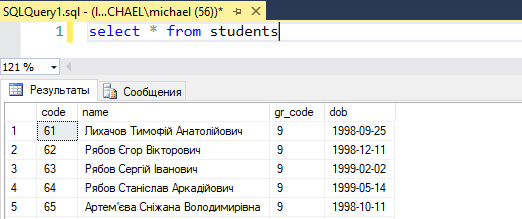 SQLQuery1.sql - (l...CHAEL\michael (56))*
1 select * from students
121 %
Результаты Сообщения
code name gr_code dob
1 61 Лихачов Тимофій Анатолійович 9 1998-09-25
2 62 Рябов Єгор Вікторович 9 1998-12-11
3 63 Рябов Сергій Іванович 9 1999-02-02
4 64 Рябов Станіслав Аркадійович 9 1999-05-14
5 65 Артем'єва Сніжана Володимирівна 9 1998-10-11